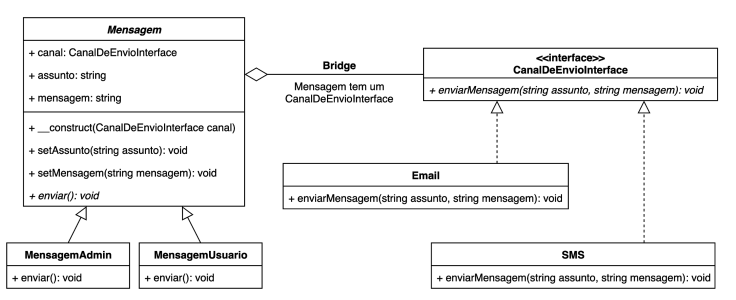 Mensagem
+ canal: CanalDeEnvioInterface
+ assunto: string
+ mensagem: string
+ __construct(CanalDeEnvioInterface canal)
+ setAssunto(string assunto): void
+ setMensagem(string mensagem): void
+ enviar(): void
Bridge
Mensagem tem um
CanalDeEnvioInterface
<<interface>>
CanalDeEnvioInterface
+ enviarMensagem(string assunto, string mensagem): void
Email
+ enviarMensagem(string assunto, string mensagem): void
MensagemAdmin
+ enviar(): void
MensagemUsuario
+ enviar(): void
SMS
+ enviarMensagem(string assunto, string mensagem): void